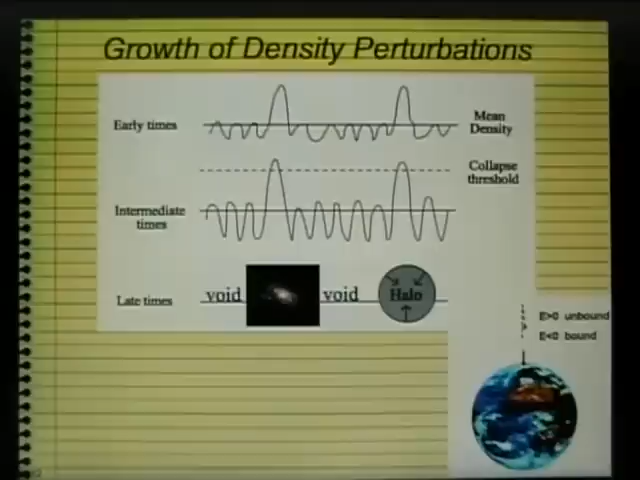 Growth of Density Perturbations
Early times
Mean
Density
Collapse
threshold
Intermediate
times
Late times
void
void
Halo
E>0 unbound
E<0 bound